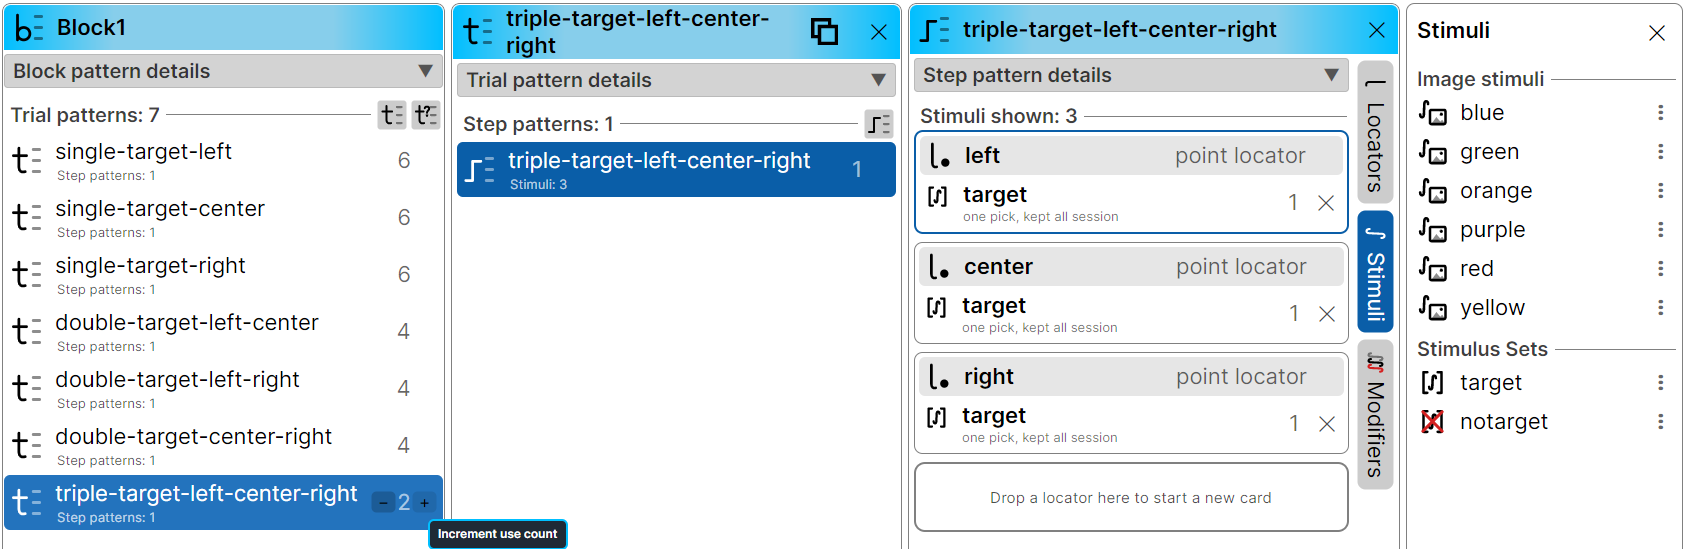 Block1
Block pattern details
Trial patterns: 7
single-target-left
Step patterns: 1
6
single-target-center
Step patterns: 1
6
single-target-right
Step patterns: 1
6
double-target-left-center
Step patterns: 1
4
double-target-left-right
Step patterns: 1
4
double-target-center-right
Step patterns: 1
4
triple-target-left-center-right
Step patterns: 1
- 2 +
Increment use count
triple-target-left-center-
right
Trial pattern details
Step patterns: 1
triple-target-left-center-right
Stimuli: 3
1
triple-target-left-center-right
Step pattern details
Stimuli shown: 3
left point locator
target
one pick, kept all session
1
center point locator
target
one pick, kept all session
1
right point locator
target
one pick, kept all session
1
Drop a locator here to start a new card
Locators
Stimuli
Modifiers
Stimuli
Image stimuli
blue
green
orange
purple
red
yellow
Stimulus Sets
target
notarget